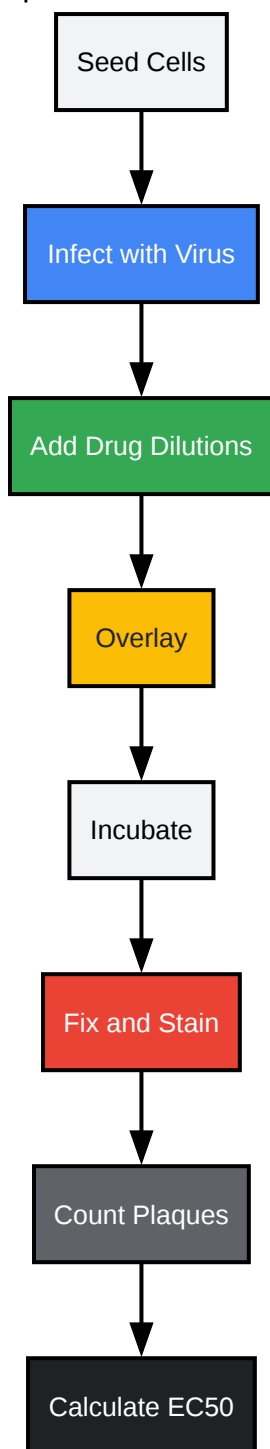 Seed Cells
Infect with Virus
Add Drug Dilutions
Overlay
Incubate
Fix and Stain
Count Plaques
Calculate EC50